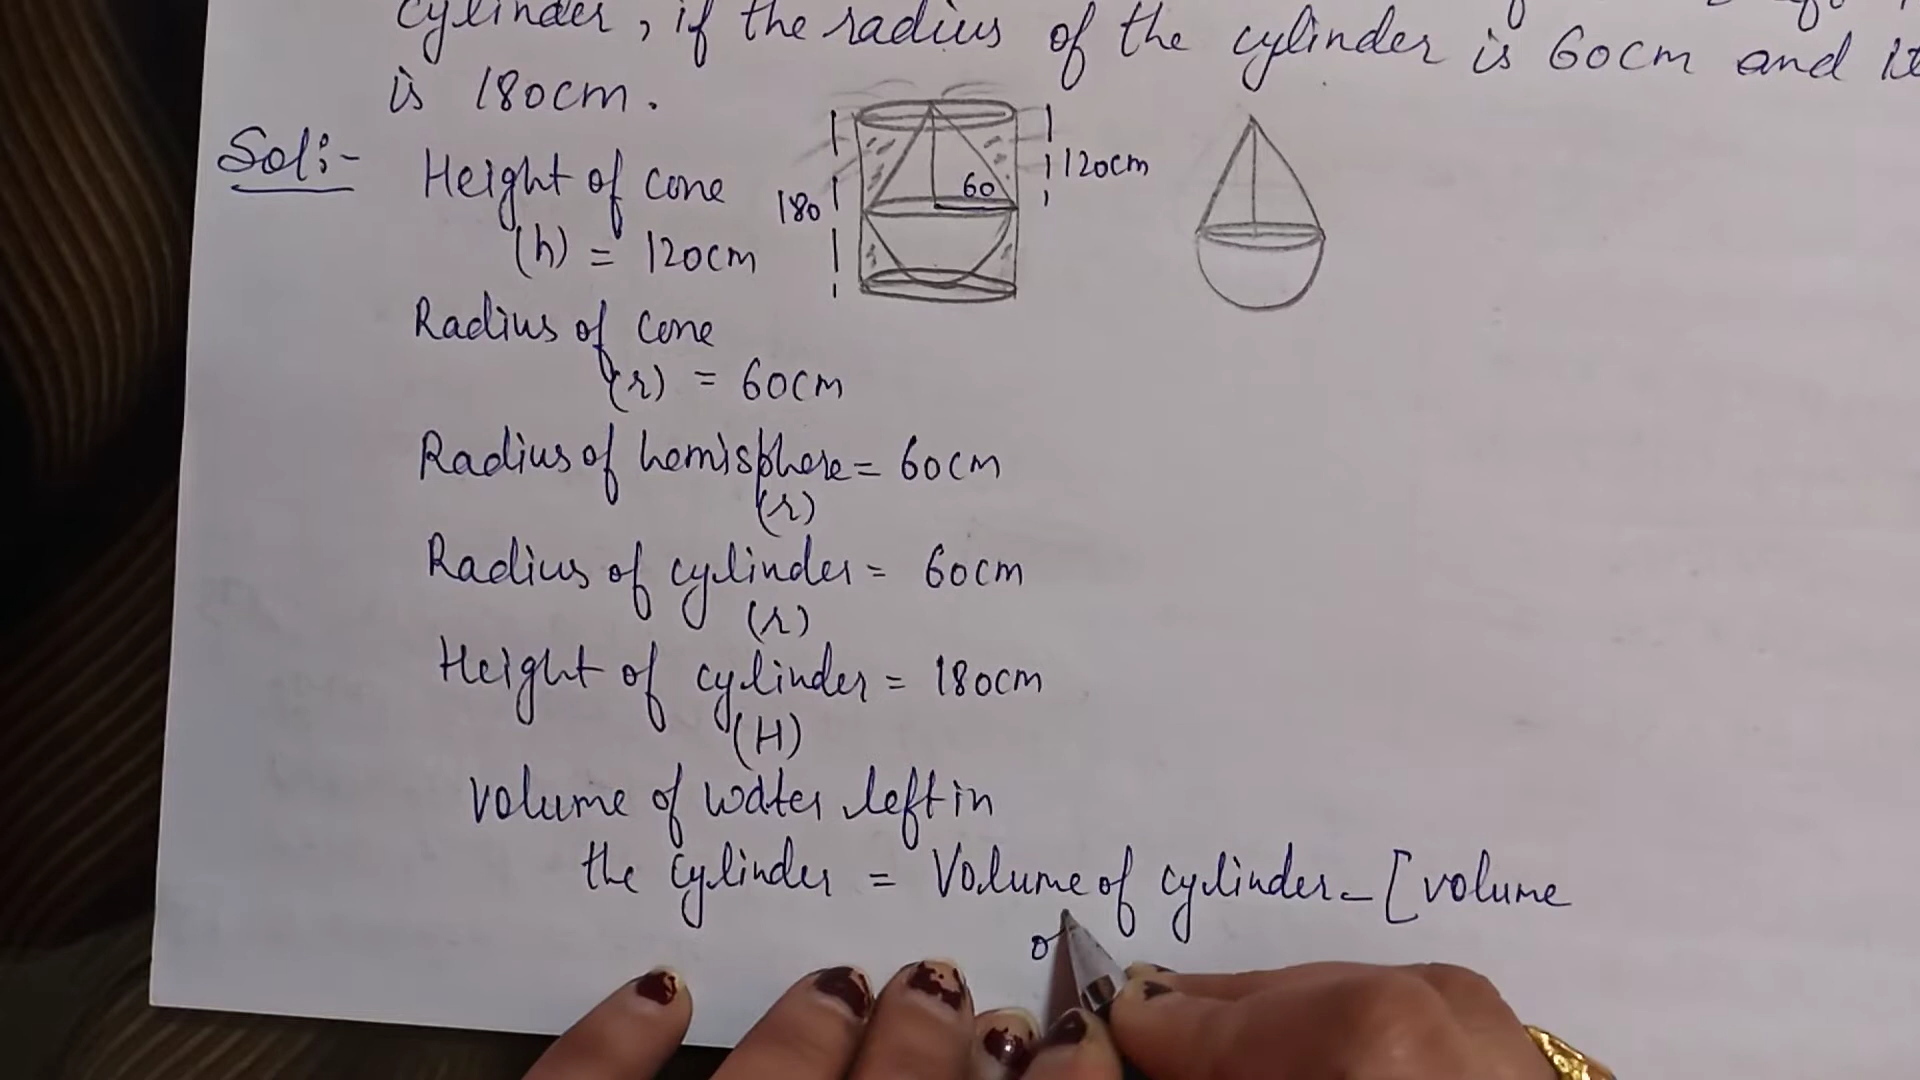 cylinder, if the radius of the cylinder is 60cm and it
is 180cm.
Sol:-
Height of cone
(h) = 120cm
180
60
120cm
Radius of cone
(r) = 60cm
Radius of hemisphere = 60cm
(r)
Radius of cylinder = 60cm
(r)
Height of cylinder = 180cm
(H)
volume of water left in
the cylinder = Volume of cylinder - [volume
o